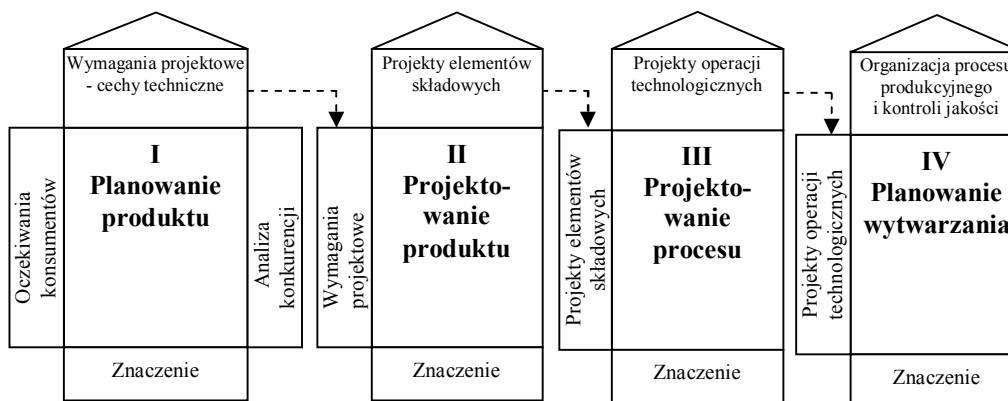 Wymagania projektowe
- cechy techniczne
Projekty elementów
składowych
Projekty operacji
technologicznych
Organizacja procesu
produkcyjnego
i kontroli jakości
Oczekiwania
konsumentów
I
Planowanie
produktu
Analiza
konkurencji
Wymagania
projektowe
II
Projekto-
wanie
produktu
Projekty elementów
składowych
III
Projekto-
wanie
procesu
Projekty operacji
technologicznych
IV
Planowanie
wytwarzania
Znaczenie
Znaczenie
Znaczenie
Znaczenie